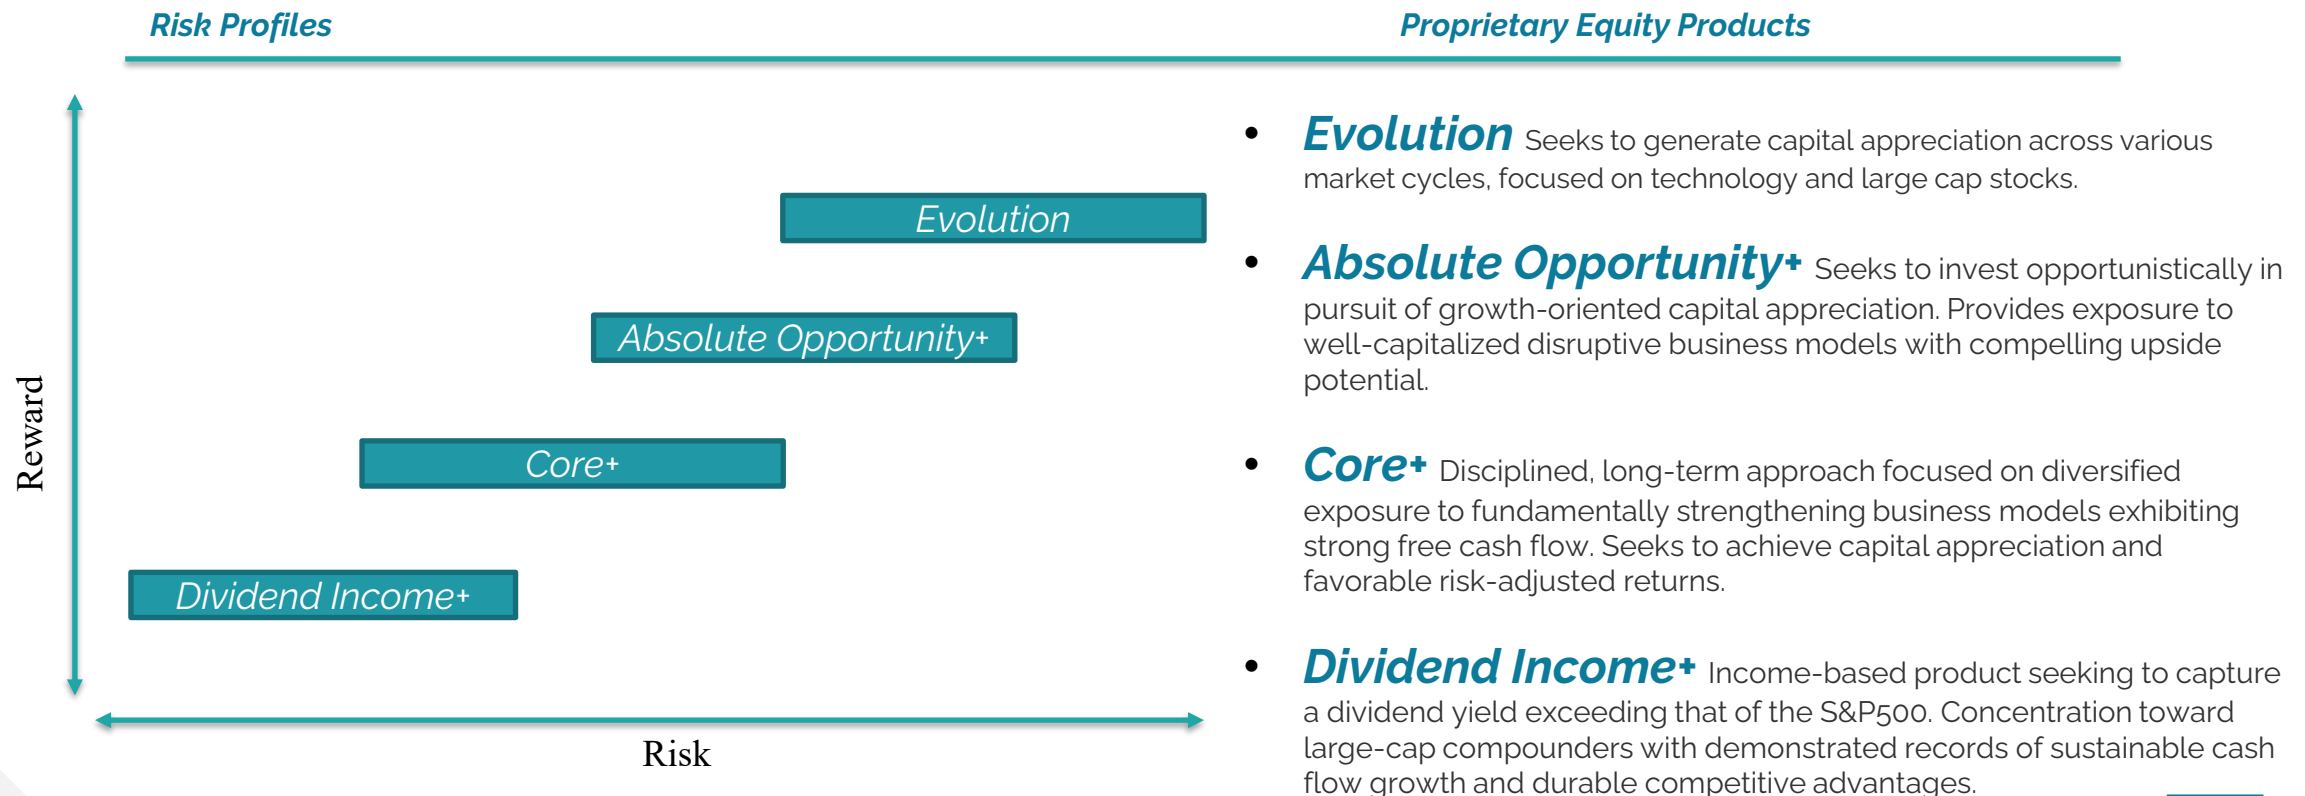 Risk Profiles
Proprietary Equity Products
Reward
Evolution
Absolute Opportunity+
Core+
Dividend Income+
Risk
• Evolution Seeks to generate capital appreciation across various
market cycles, focused on technology and large cap stocks.
• Absolute Opportunity+ Seeks to invest opportunistically in
pursuit of growth-oriented capital appreciation. Provides exposure to
well-capitalized disruptive business models with compelling upside
potential.
• Core+ Disciplined, long-term approach focused on diversified
exposure to fundamentally strengthening business models exhibiting
strong free cash flow. Seeks to achieve capital appreciation and
favorable risk-adjusted returns.
• Dividend Income+ Income-based product seeking to capture
a dividend yield exceeding that of the S&P500. Concentration toward
large-cap compounders with demonstrated records of sustainable cash
flow growth and durable competitive advantages.